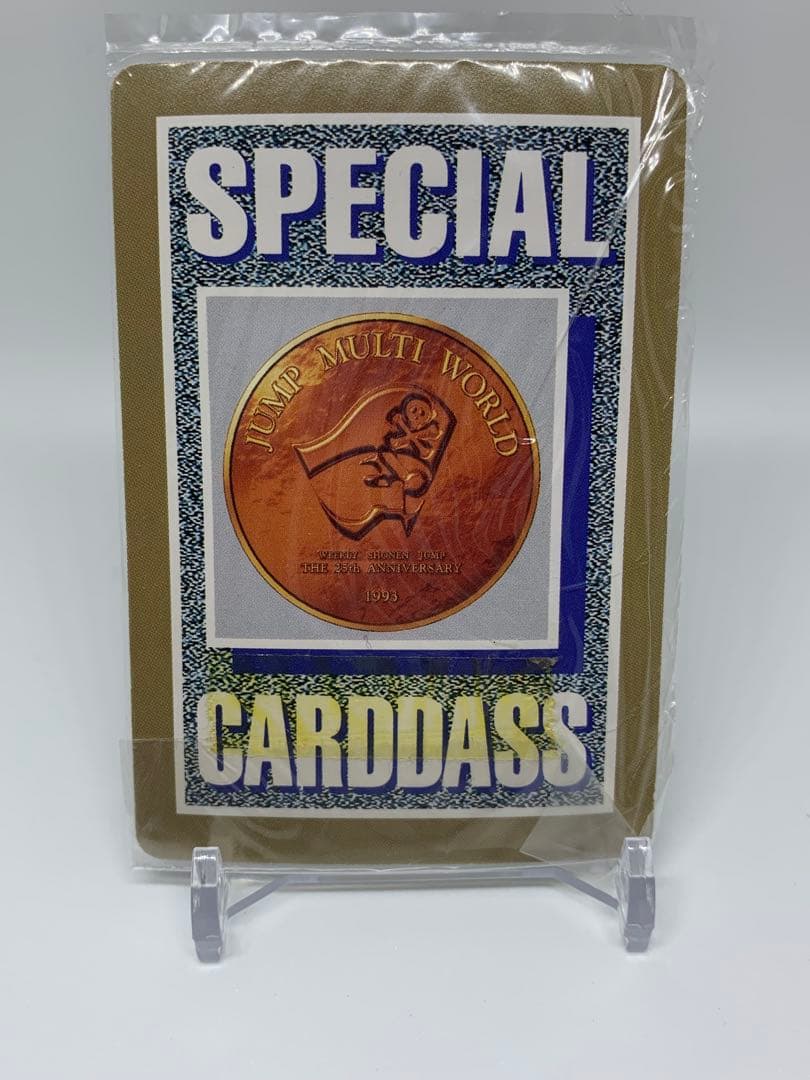 SPECIAL
JUMP MULTI WORLD
WEEKLY SHONEN JUMP
THE 25th ANNIVERSARY
1993
CARDDASS